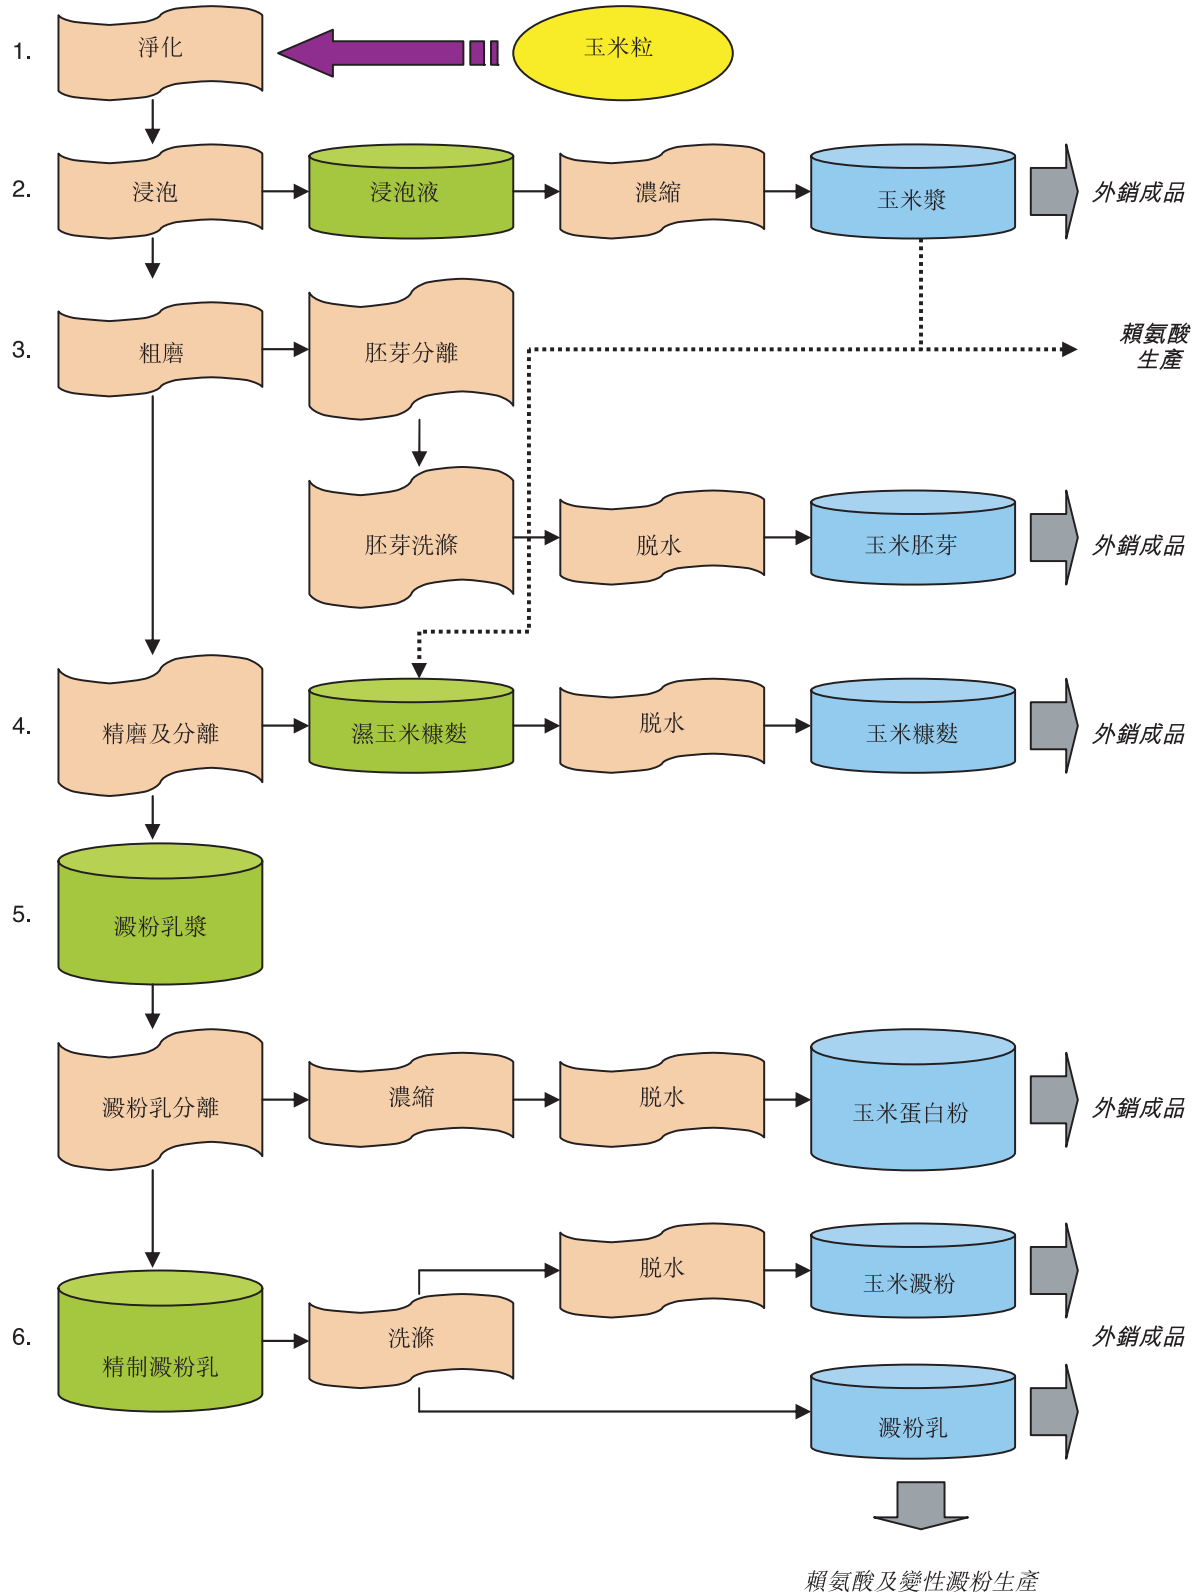 1.
淨化
玉米粒
2.
浸泡
浸泡液
濃縮
玉米漿
外銷成品
3.
粗磨
胚芽分離
賴氨酸
生產
胚芽洗滌
脫水
玉米胚芽
外銷成品
4.
精磨及分離
濕玉米糠麩
脫水
玉米糠麩
外銷成品
5.
澱粉乳漿
澱粉乳分離
濃縮
脫水
玉米蛋白粉
外銷成品
脫水
玉米澱粉
6.
精制澱粉乳
洗滌
外銷成品
澱粉乳
賴氨酸及變性澱粉生產